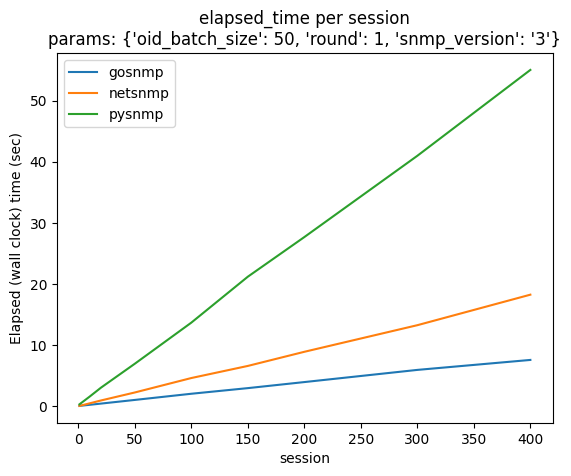 elapsed_time per session
params: {'oid_batch_size': 50, 'round': 1, 'snmp_version': '3'}
gosnmp
netsnmp
pysnmp
Elapsed (wall clock) time (sec)
50
40
30
20
10
0
0 50 100 150 200 250 300 350 400
session